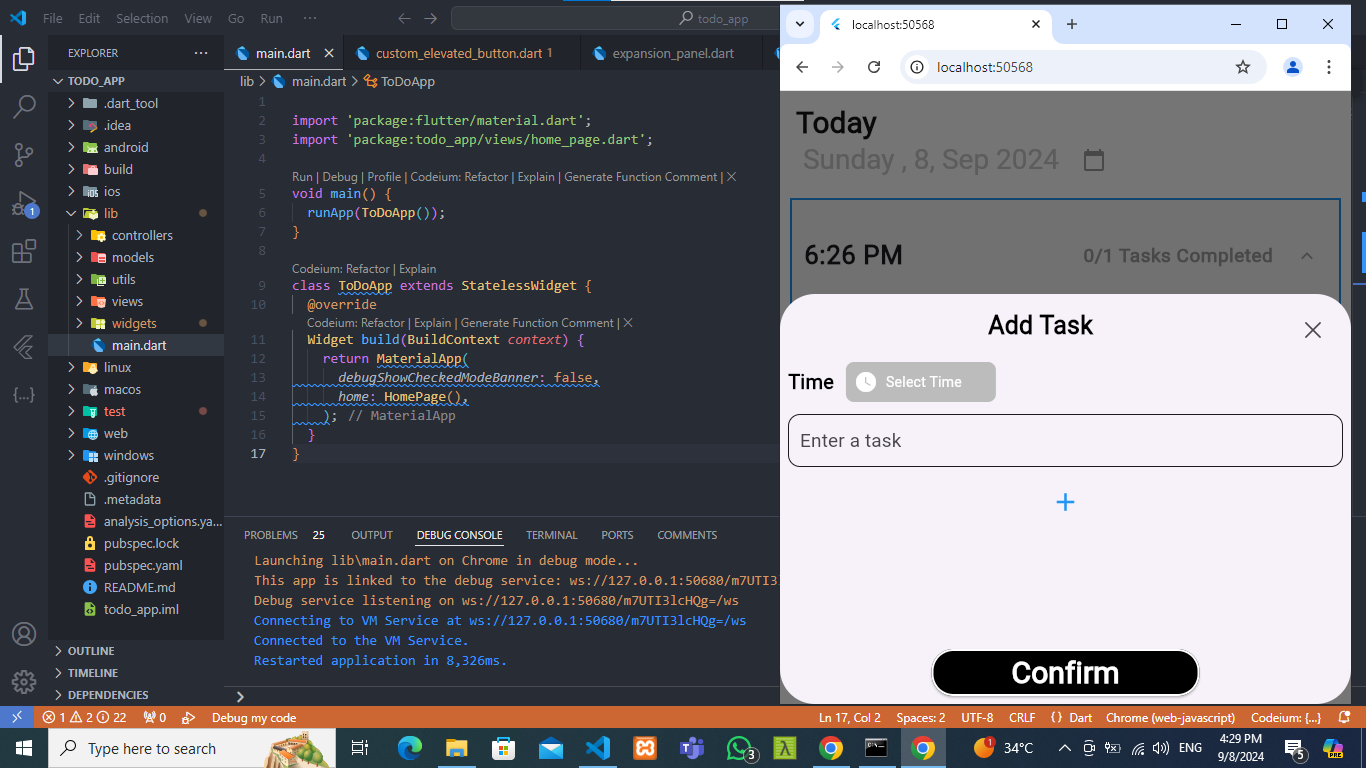 File Edit Selection View Go Run ··· todo_app
EXPLORER ···
TODO_APP
.dart_tool
.idea
android
build
ios
lib
controllers
models
utils
views
widgets
main.dart
linux
macos
test
web
windows
.gitignore
.metadata
analysis_options.ya...
pubspec.lock
pubspec.yaml
README.md
todo_app.iml
OUTLINE
TIMELINE
DEPENDENCIES
1
main.dart custom_elevated_button.dart 1 expansion_panel.dart
lib > main.dart > ToDoApp
1
2 import 'package:flutter/material.dart';
3 import 'package:todo_app/views/home_page.dart';
4
Run | Debug | Profile | Codeium: Refactor | Explain | Generate Function Comment | X
5 void main() {
6 runApp(ToDoApp());
7 }
8
Codeium: Refactor | Explain
9 class ToDoApp extends StatelessWidget {
10 @override
Codeium: Refactor | Explain | Generate Function Comment | X
11 Widget build(BuildContext context) {
12 return MaterialApp(
13 debugShowCheckedModeBanner: false,
14 home: HomePage(),
15 ); // MaterialApp
16 }
17 }
PROBLEMS 25 OUTPUT DEBUG CONSOLE TERMINAL PORTS COMMENTS
Launching lib\main.dart on Chrome in debug mode...
This app is linked to the debug service: ws://127.0.0.1:50680/m7UTI3
Debug service listening on ws://127.0.0.1:50680/m7UTI3lcHQg=/ws
Connecting to VM Service at ws://127.0.0.1:50680/m7UTI3lcHQg=/ws
Connected to the VM Service.
Restarted application in 8,326ms.
localhost:50568
localhost:50568
Today
Sunday , 8, Sep 2024
6:26 PM 0/1 Tasks Completed
Add Task
Time Select Time
Enter a task
+
Confirm
1 2 22 0 Debug my code Ln 17, Col 2 Spaces: 2 UTF-8 CRLF {} Dart Chrome (web-javascript) Codeium: {...}
Type here to search 3 1 34°C ENG 4:29 PM 5 PRE
9/8/2024